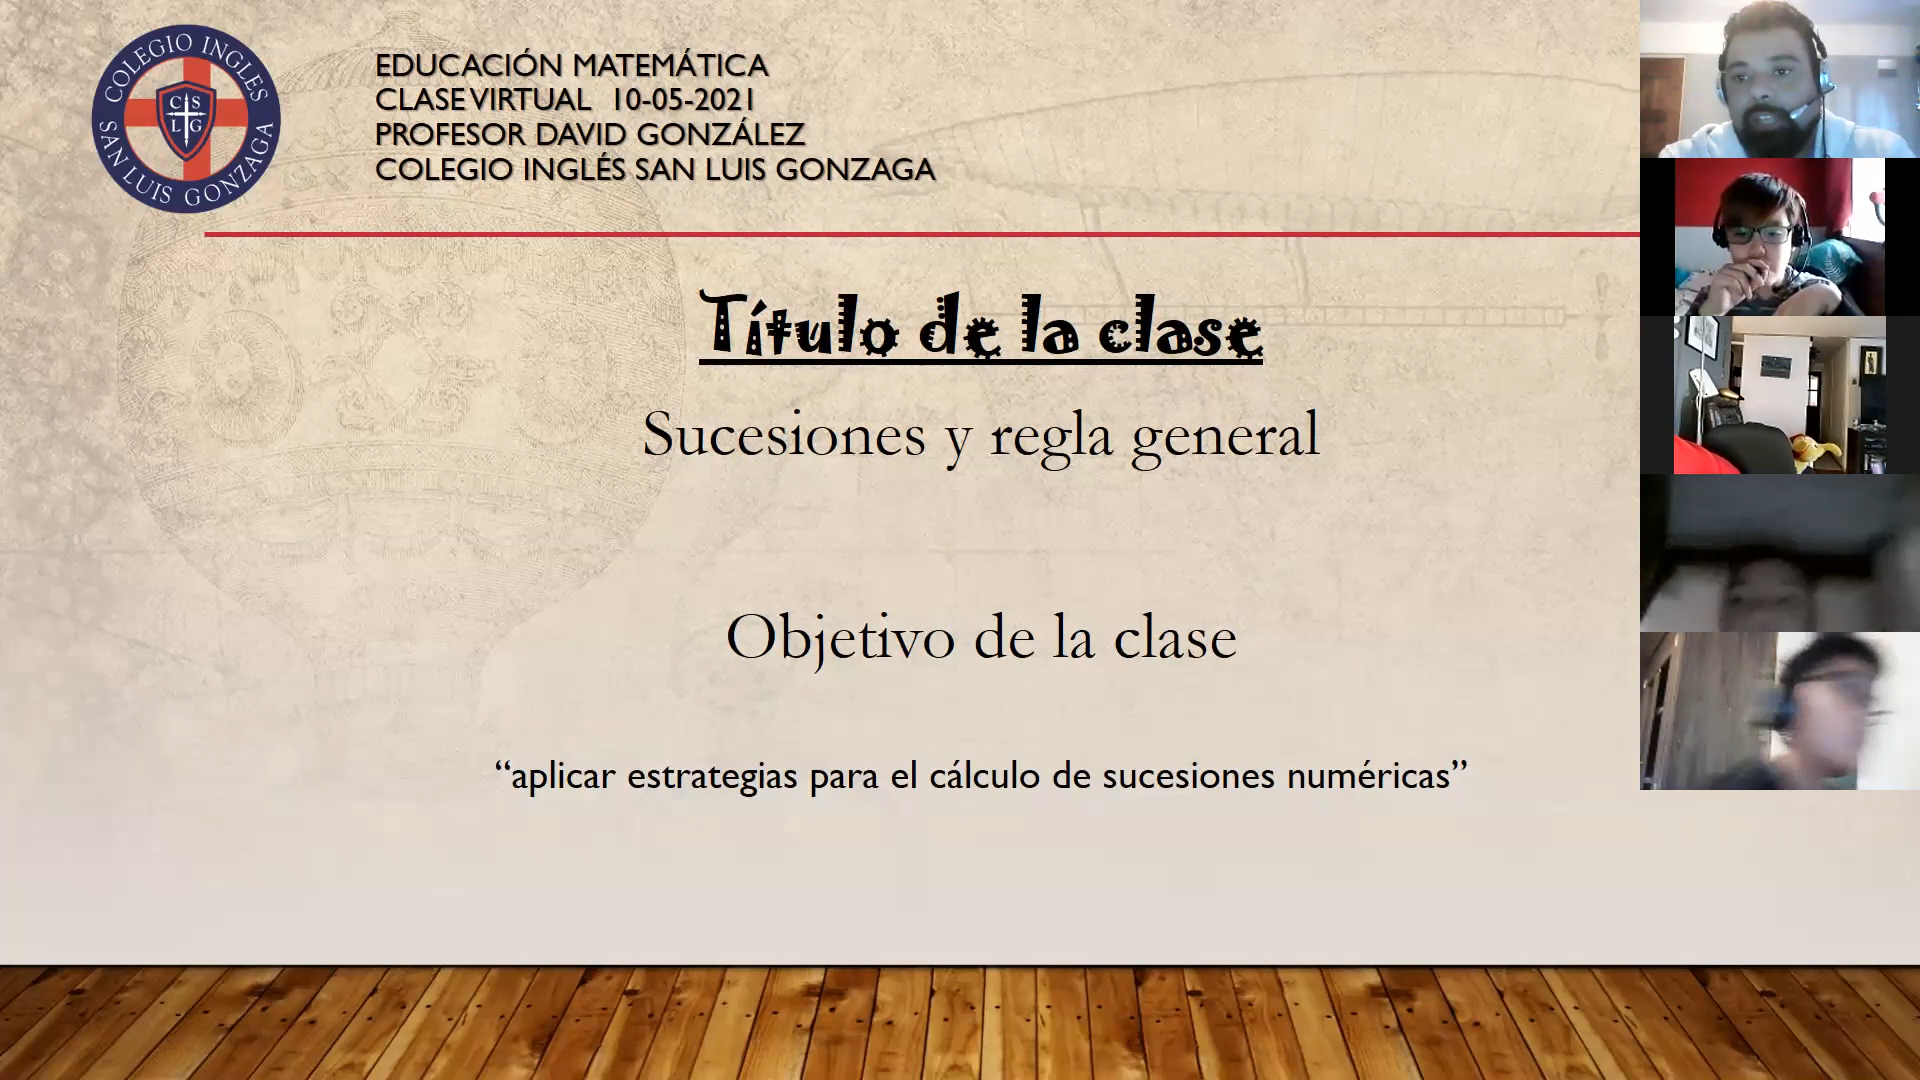 COLEGIO INGLES
SAN LUIS GONZAGA
C S
L G
EDUCACIÓN MATEMÁTICA
CLASE VIRTUAL 10-05-2021
PROFESOR DAVID GONZÁLEZ
COLEGIO INGLÉS SAN LUIS GONZAGA
Título de la clase
Sucesiones y regla general
Objetivo de la clase
“aplicar estrategias para el cálculo de sucesiones numéricas”